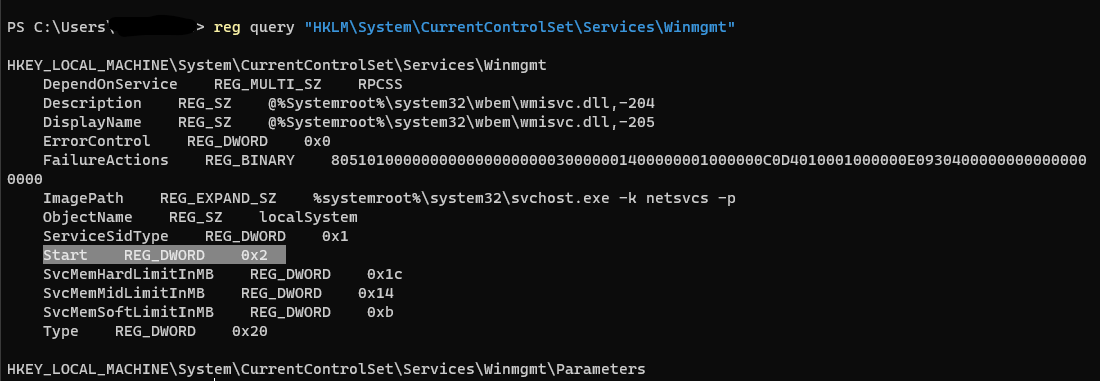 PS C:\Users\ > reg query "HKLM\System\CurrentControlSet\Services\Winmgmt"
HKEY_LOCAL_MACHINE\System\CurrentControlSet\Services\Winmgmt
DependOnService REG_MULTI_SZ RPCSS
Description REG_SZ @%Systemroot%\system32\wbem\wmisvc.dll,-204
DisplayName REG_SZ @%Systemroot%\system32\wbem\wmisvc.dll,-205
ErrorControl REG_DWORD 0x0
FailureActions REG_BINARY 805101000000000000000000030000001400000001000000C0D4010001000000E09304000000000000000
0000
ImagePath REG_EXPAND_SZ %systemroot%\system32\svchost.exe -k netsvcs -p
ObjectName REG_SZ localSystem
ServiceSidType REG_DWORD 0x1
Start REG_DWORD 0x2
SvcMemHardLimitInMB REG_DWORD 0x1c
SvcMemMidLimitInMB REG_DWORD 0x14
SvcMemSoftLimitInMB REG_DWORD 0xb
Type REG_DWORD 0x20
HKEY_LOCAL_MACHINE\System\CurrentControlSet\Services\Winmgmt\Parameters